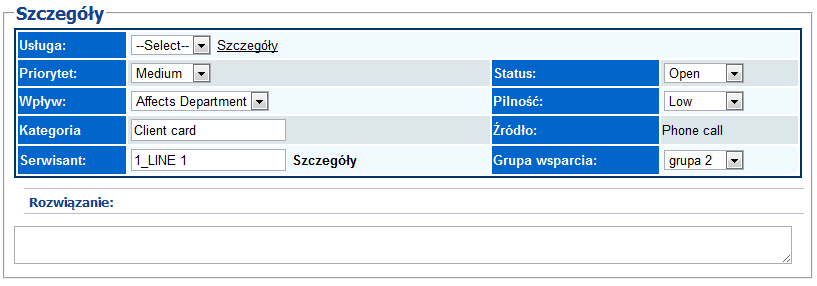 Szczegóły
Usługa: --Select-- Szczegóły
Priorytet: Medium Status: Open
Wpływ: Affects Department Pilność: Low
Kategoria Client card Źródło: Phone call
Serwisant: 1_LINE 1 Szczegóły Grupa wsparcia: grupa 2
Rozwiązanie: